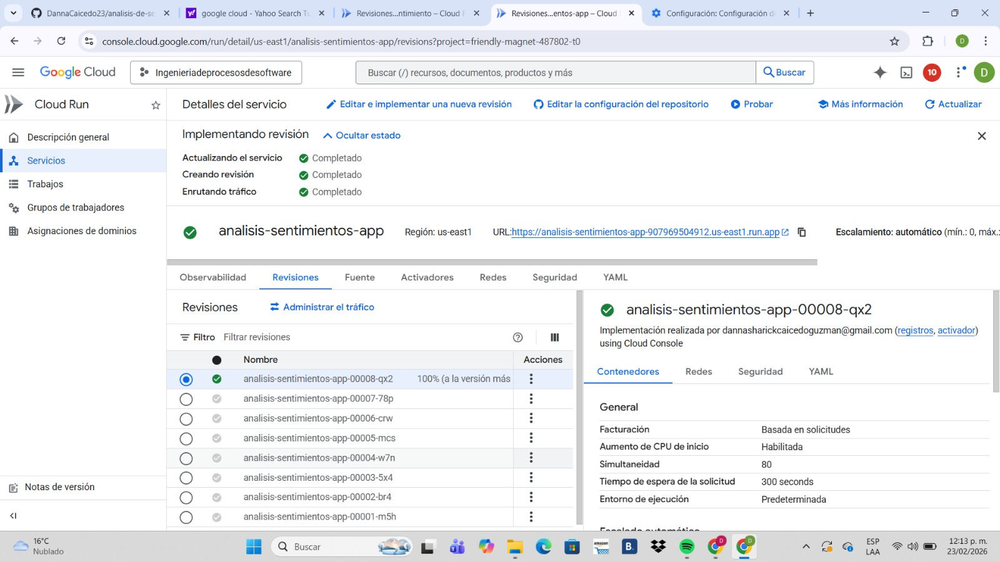 DannaCaicedo23/analisis-de-se
google cloud - Yahoo Search Tu
Revisiones...ntimiento – Cloud R
Revisiones...entos-app – Cloud
Configuración: Configuración de
console.cloud.google.com/run/detail/us-east1/analisis-sentimientos-app/revisions?project=friendly-magnet-487802-t0
D
Google Cloud
Ingenieriadeprocesosdesoftware
Buscar (/) recursos, documentos, productos y más
Buscar
10
D
Cloud Run
Detalles del servicio
Editar e implementar una nueva revisión
Editar la configuración del repositorio
Probar
Más información
Actualizar
Descripción general
Servicios
Trabajos
Grupos de trabajadores
Asignaciones de dominios
Notas de versión
Implementando revisión
Ocultar estado
Actualizando el servicio Completado
Creando revisión Completado
Enrutando tráfico Completado
analisis-sentimientos-app
Región: us-east1
URL:https://analisis-sentimientos-app-907969504912.us-east1.run.app
Escalamiento: automático (mín.: 0, máx.:
Observabilidad
Revisiones
Fuente
Activadores
Redes
Seguridad
YAML
Revisiones
Administrar el tráfico
Filtro Filtrar revisiones
Nombre
Acciones
analisis-sentimientos-app-00008-qx2 100% (a la versión más
analisis-sentimientos-app-00007-78p
analisis-sentimientos-app-00006-crw
analisis-sentimientos-app-00005-mcs
analisis-sentimientos-app-00004-w7n
analisis-sentimientos-app-00003-5x4
analisis-sentimientos-app-00002-br4
analisis-sentimientos-app-00001-m5h
analisis-sentimientos-app-00008-qx2
Implementación realizada por dannasharickcaicedoguzman@gmail.com (registros, activador)
using Cloud Console
Contenedores
Redes
Seguridad
YAML
General
Facturación Basada en solicitudes
Aumento de CPU de inicio Habilitada
Simultaneidad 80
Tiempo de espera de la solicitud 300 seconds
Entorno de ejecución Predeterminada
Escalado automático
16°C
Nublado
Buscar
amazon
B.
D
D
ESP
LAA
12:13 p. m.
23/02/2026